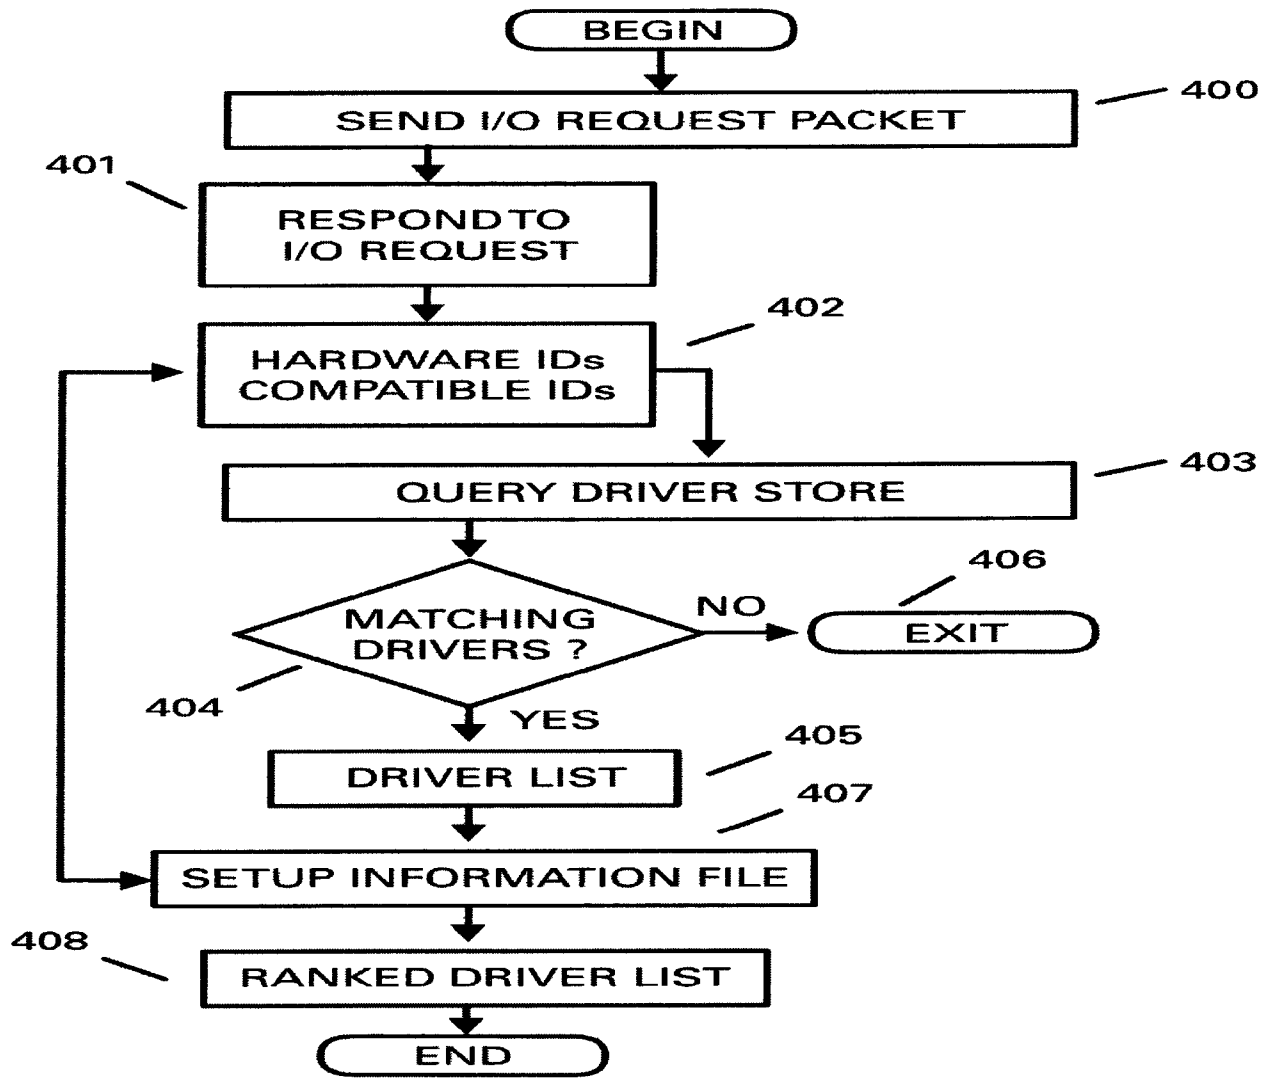 BEGIN
400
SEND I/O REQUEST PACKET
401
RESPOND TO
I/O REQUEST
402
HARDWARE IDs
COMPATIBLE IDs
403
QUERY DRIVER STORE
406
MATCHING
DRIVERS ?
NO
EXIT
404
YES
405
DRIVER LIST
407
SETUP INFORMATION FILE
408
RANKED DRIVER LIST
END